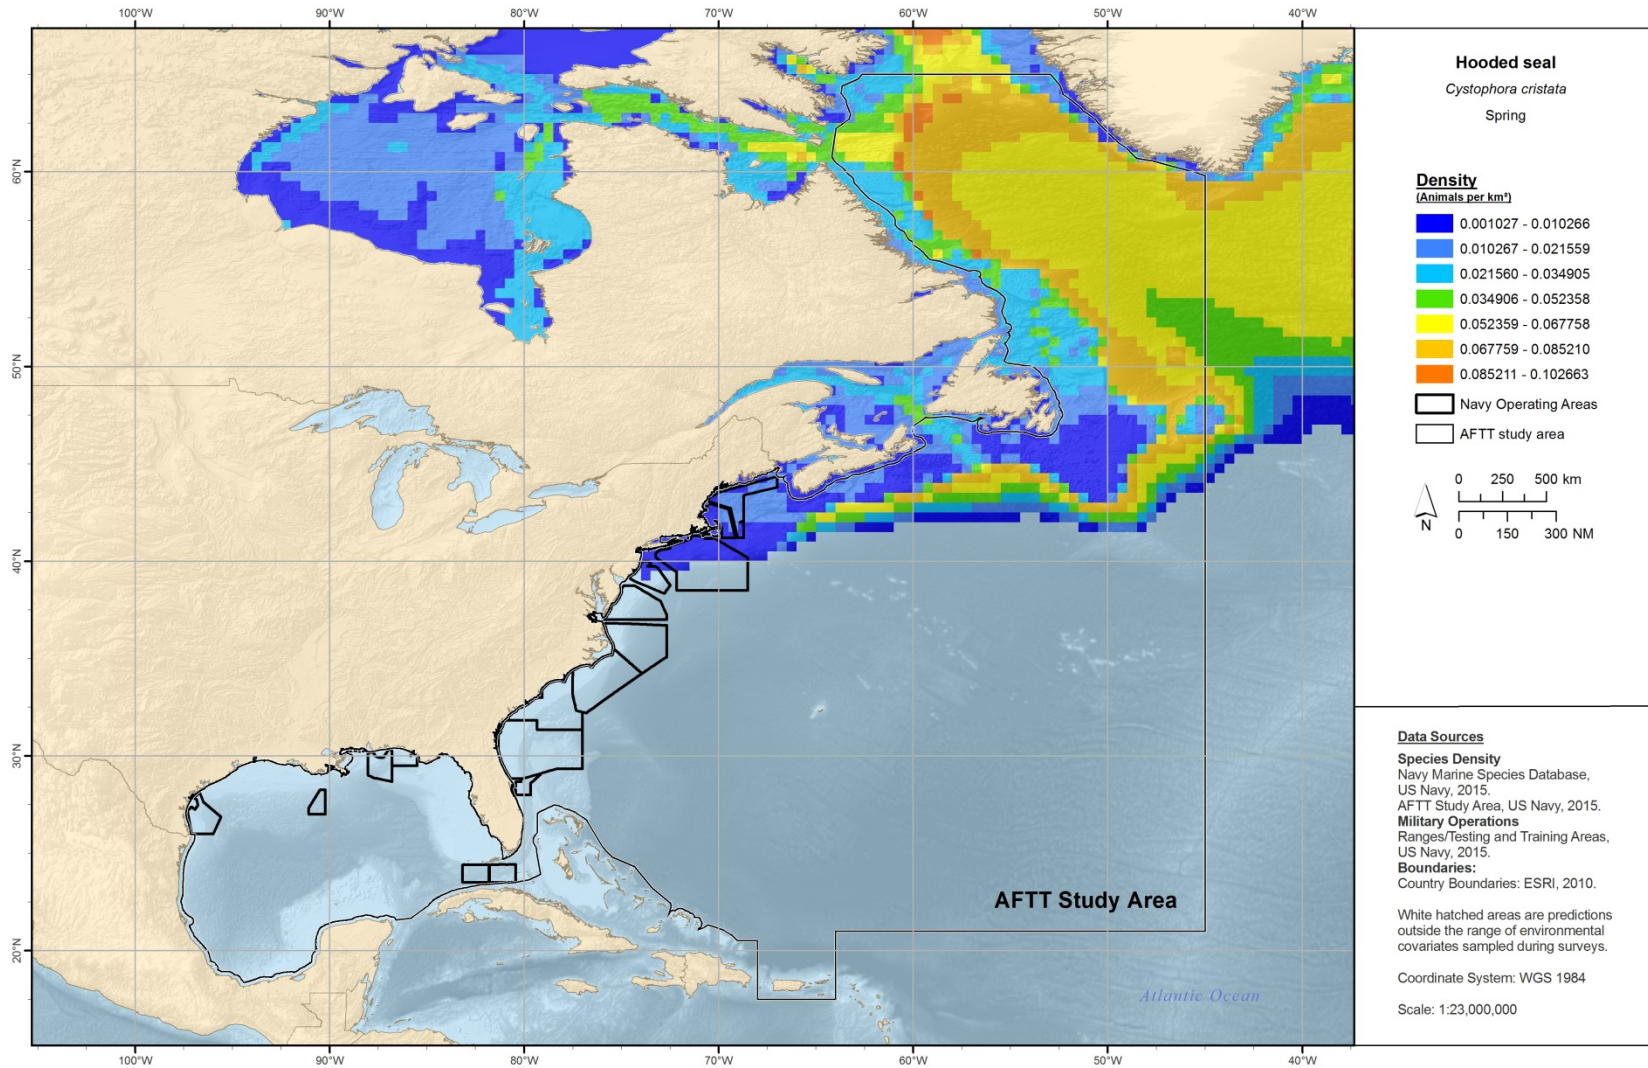 100°W 90°W 80°W 70°W 60°W 50°W 40°W
60°N
50°N
40°N
30°N
20°N
AFTT Study Area
Atlantic Ocean
100°W 90°W 80°W 70°W 60°W 50°W 40°W
Hooded seal
Cystophora cristata
Spring
Density
(Animals per km²)
0.001027 - 0.010266
0.010267 - 0.021559
0.021560 - 0.034905
0.034906 - 0.052358
0.052359 - 0.067758
0.067759 - 0.085210
0.085211 - 0.102663
Navy Operating Areas
AFTT study area
N
0 250 500 km
0 150 300 NM
Data Sources
Species Density
Navy Marine Species Database,
US Navy, 2015.
AFTT Study Area, US Navy, 2015.
Military Operations
Ranges/Testing and Training Areas,
US Navy, 2015.
Boundaries:
Country Boundaries: ESRI, 2010.
White hatched areas are predictions
outside the range of environmental
covariates sampled during surveys.
Coordinate System: WGS 1984
Scale: 1:23,000,000